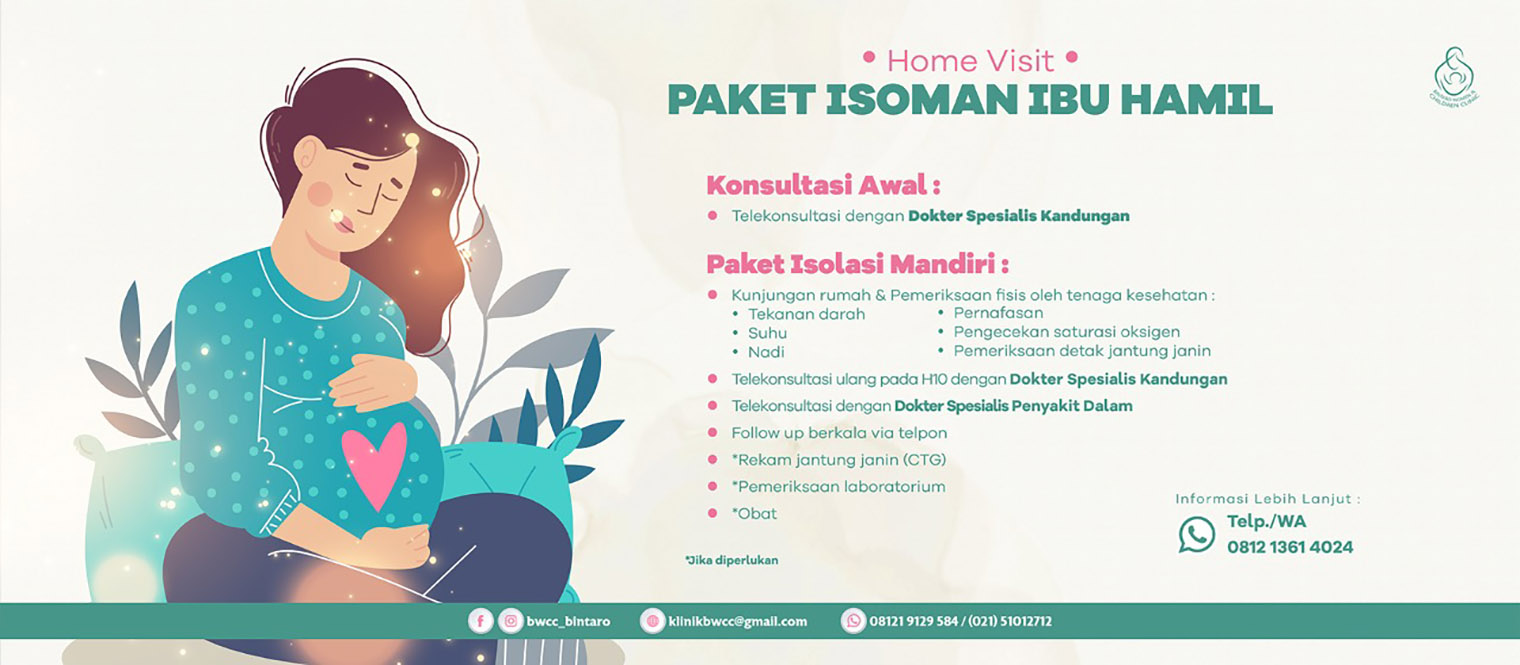 • Home Visit •
PAKET ISOMAN IBU HAMIL
Konsultasi Awal :
• Telekonsultasi dengan Dokter Spesialis Kandungan
Paket Isolasi Mandiri :
• Kunjungan rumah & Pemeriksaan fisis oleh tenaga kesehatan :
• Tekanan darah
• Suhu
• Nadi
• Pernafasan
• Pengecekan saturasi oksigen
• Pemeriksaan detak jantung janin
• Telekonsultasi ulang pada H10 dengan Dokter Spesialis Kandungan
• Telekonsultasi dengan Dokter Spesialis Penyakit Dalam
• Follow up berkala via telpon
• *Rekam jantung janin (CTG)
• *Pemeriksaan laboratorium
• *Obat
*Jika diperlukan
Informasi Lebih Lanjut :
Telp./WA
0812 1361 4024
CHILDREN CLINIC
bwcc_bintaro
klinikbwcc@gmail.com
08121 9129 584 / (021) 51012712